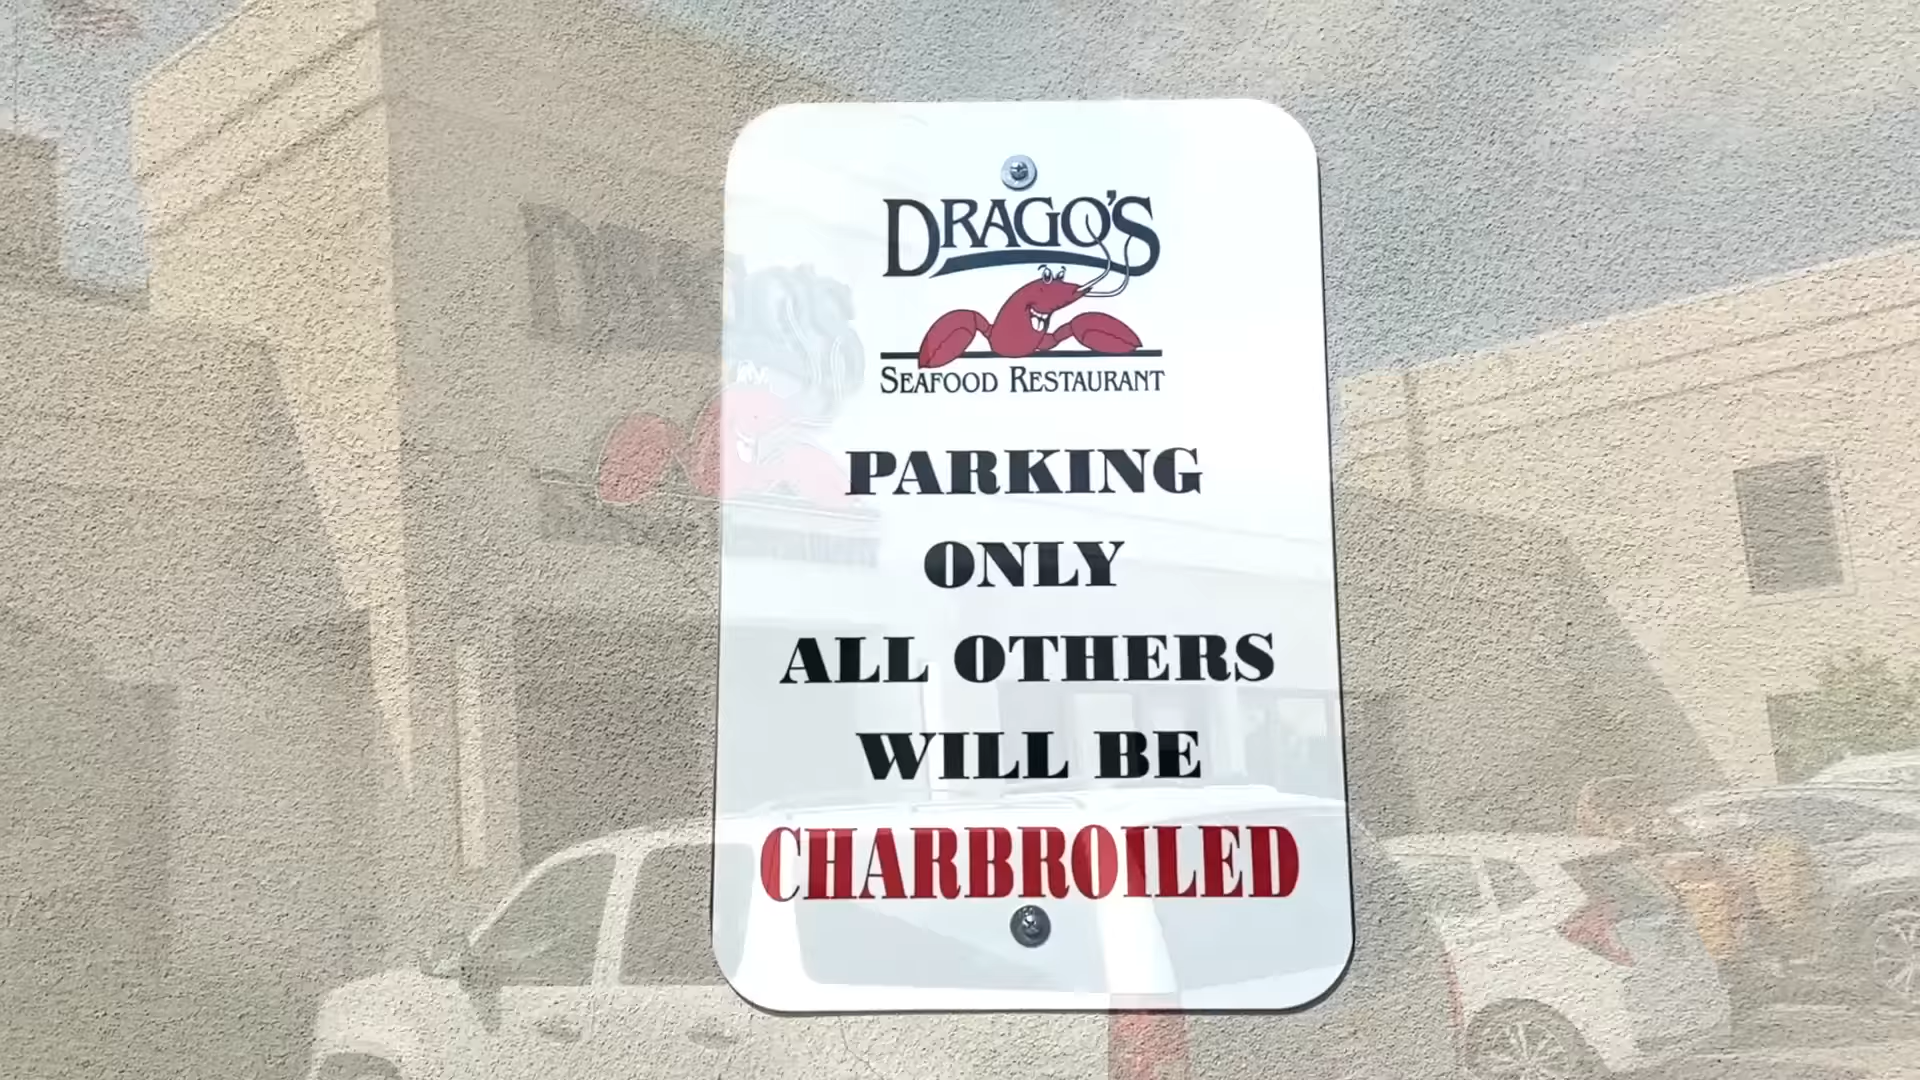 DRAGO'S
SEAFOOD RESTAURANT
PARKING
ONLY
ALL OTHERS
WILL BE
CHARBROILED